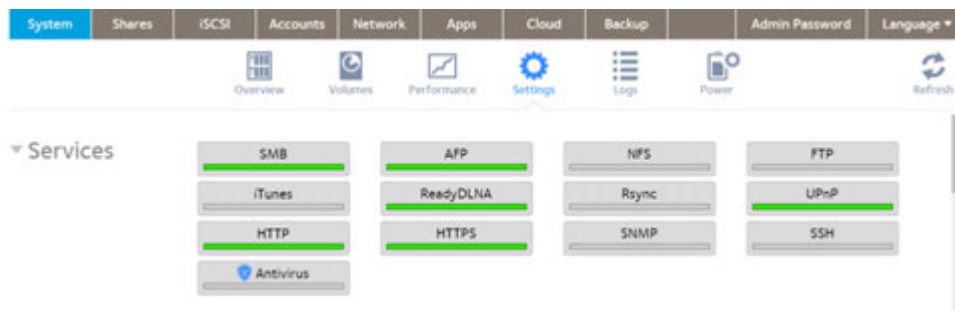 System Shares iSCSI Accounts Network Apps Cloud Backup Admin Password Language
Overview Volumes Performance Settings Logs Power Refresh
Services
SMB AFP NFS FTP
iTunes ReadyDLNA Rsync UPnP
HTTP HTTPS SNMP SSH
Antivirus